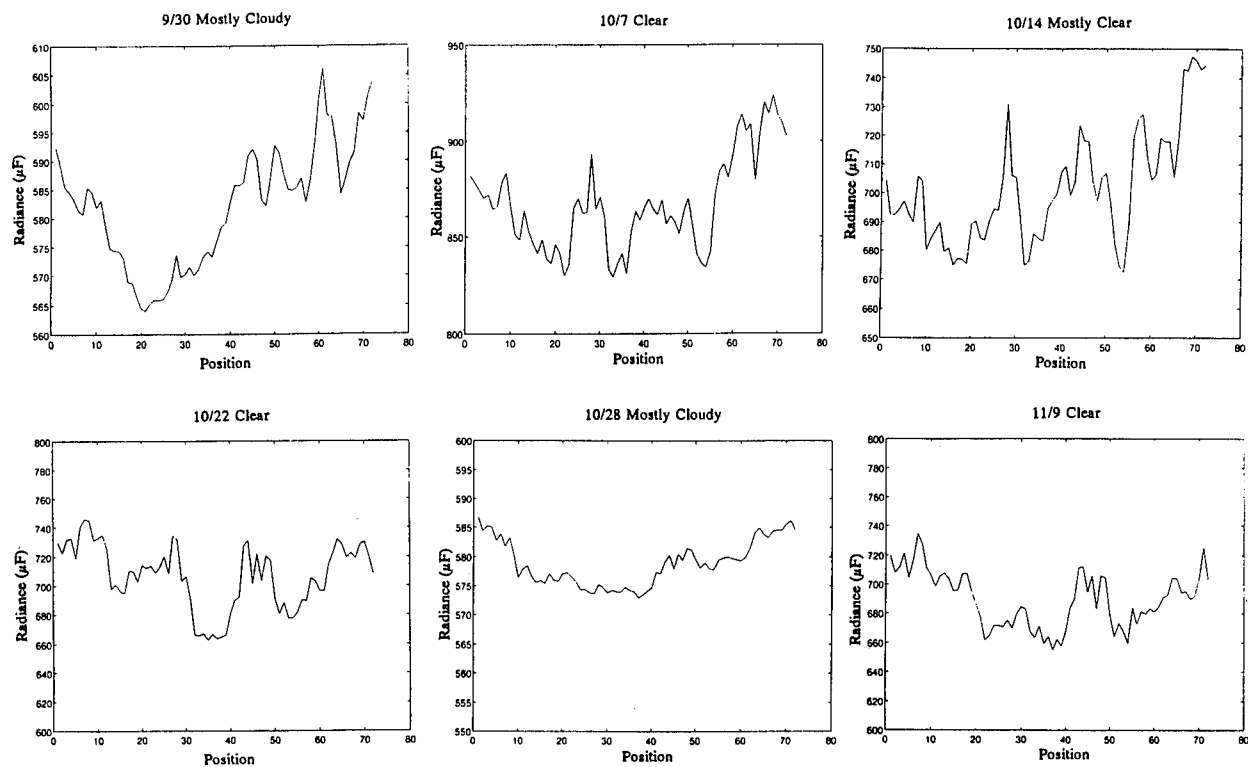 9/30 Mostly Cloudy
610
605
600
595
590
585
580
575
570
565
560
Radiance (µF)
0 10 20 30 40 50 60 70 80
Position
10/7 Clear
950
900
850
800
Radiance (µF)
0 10 20 30 40 50 60 70 80
Position
10/14 Mostly Clear
750
740
730
720
710
700
690
680
670
660
650
Radiance (µF)
0 10 20 30 40 50 60 70 80
Position
10/22 Clear
800
780
760
740
720
700
680
660
640
620
600
Radiance (µF)
0 10 20 30 40 50 60 70 80
Position
10/28 Mostly Cloudy
600
595
590
585
580
575
570
565
560
555
550
Radiance (µF)
0 10 20 30 40 50 60 70 80
Position
11/9 Clear
800
780
760
740
720
700
680
660
640
620
600
Radiance (µF)
0 10 20 30 40 50 60 70 80
Position